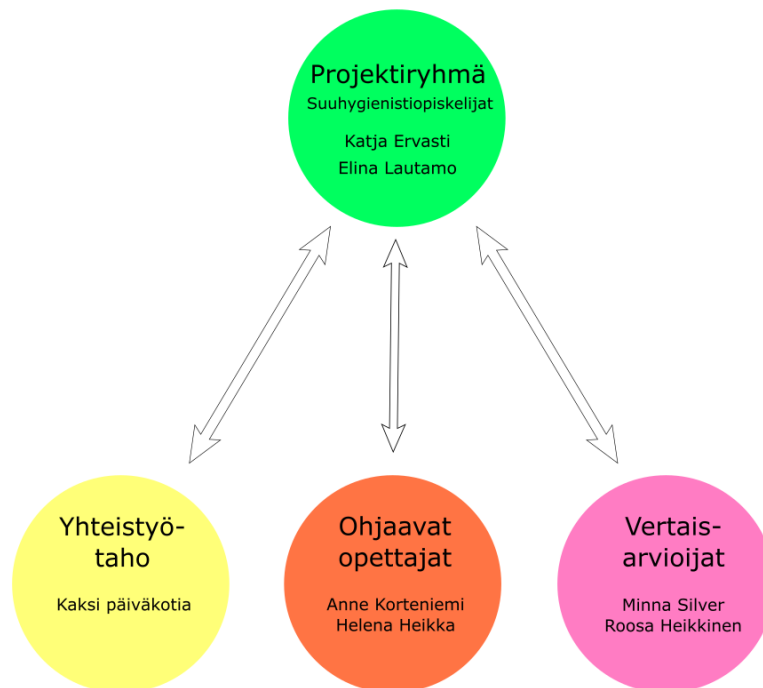 Projektiryhmä
Suuhygienistiopiskelijat
Katja Ervasti
Elina Lautamo
Yhteistyö-
taho
Kaksi päiväkotia
Ohjaavat
opettajat
Anne Korteniemi
Helena Heikka
Vertais-
arvioijat
Minna Silver
Roosa Heikkinen